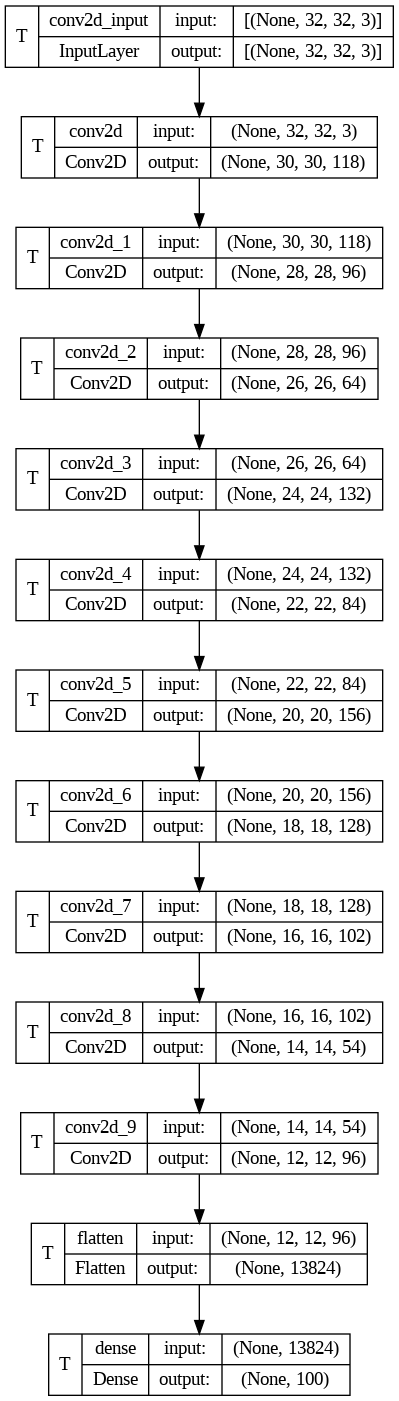 T conv2d_input input: [(None, 32, 32, 3)]
InputLayer output: [(None, 32, 32, 3)]
T conv2d input: (None, 32, 32, 3)
Conv2D output: (None, 30, 30, 118)
T conv2d_1 input: (None, 30, 30, 118)
Conv2D output: (None, 28, 28, 96)
T conv2d_2 input: (None, 28, 28, 96)
Conv2D output: (None, 26, 26, 64)
T conv2d_3 input: (None, 26, 26, 64)
Conv2D output: (None, 24, 24, 132)
T conv2d_4 input: (None, 24, 24, 132)
Conv2D output: (None, 22, 22, 84)
T conv2d_5 input: (None, 22, 22, 84)
Conv2D output: (None, 20, 20, 156)
T conv2d_6 input: (None, 20, 20, 156)
Conv2D output: (None, 18, 18, 128)
T conv2d_7 input: (None, 18, 18, 128)
Conv2D output: (None, 16, 16, 102)
T conv2d_8 input: (None, 16, 16, 102)
Conv2D output: (None, 14, 14, 54)
T conv2d_9 input: (None, 14, 14, 54)
Conv2D output: (None, 12, 12, 96)
T flatten input: (None, 12, 12, 96)
Flatten output: (None, 13824)
T dense input: (None, 13824)
Dense output: (None, 100)